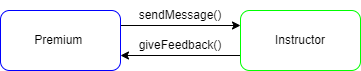 sendMessage()
Premium
Instructor
giveFeedback()